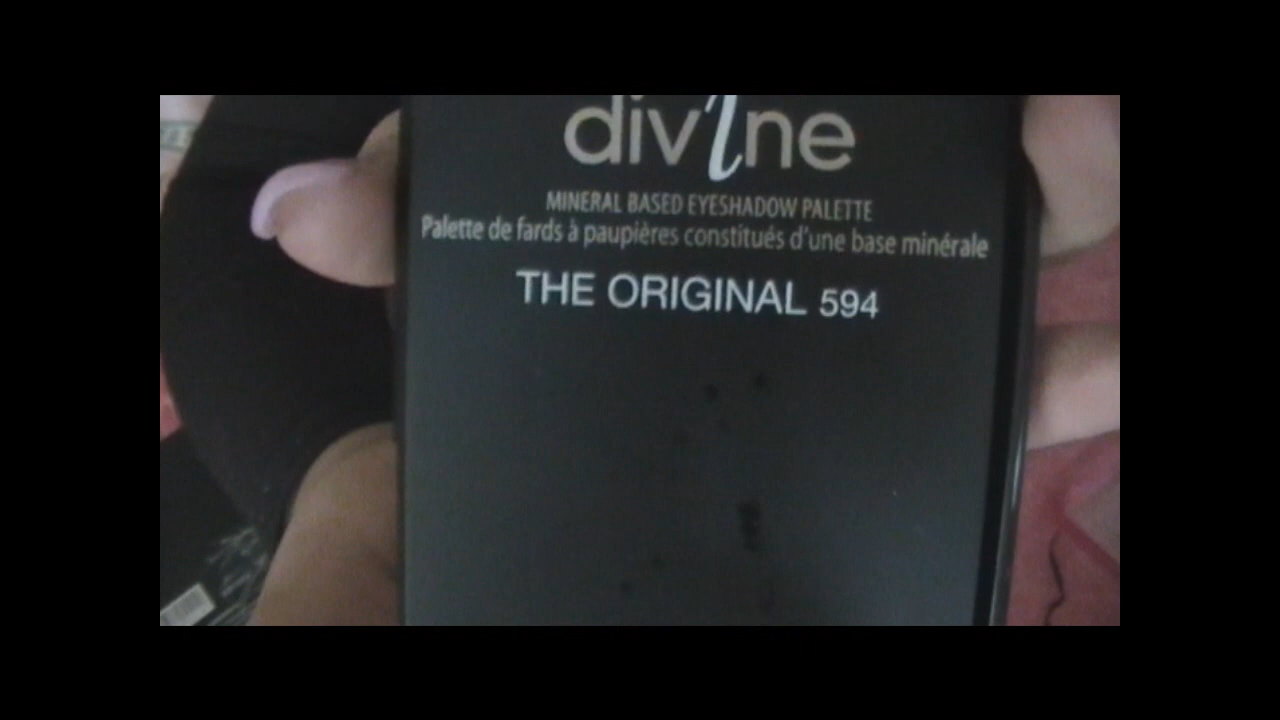 divine
MINERAL BASED EYESHADOW PALETTE
Palette de fards à paupières constitués d'une base minérale
THE ORIGINAL 594